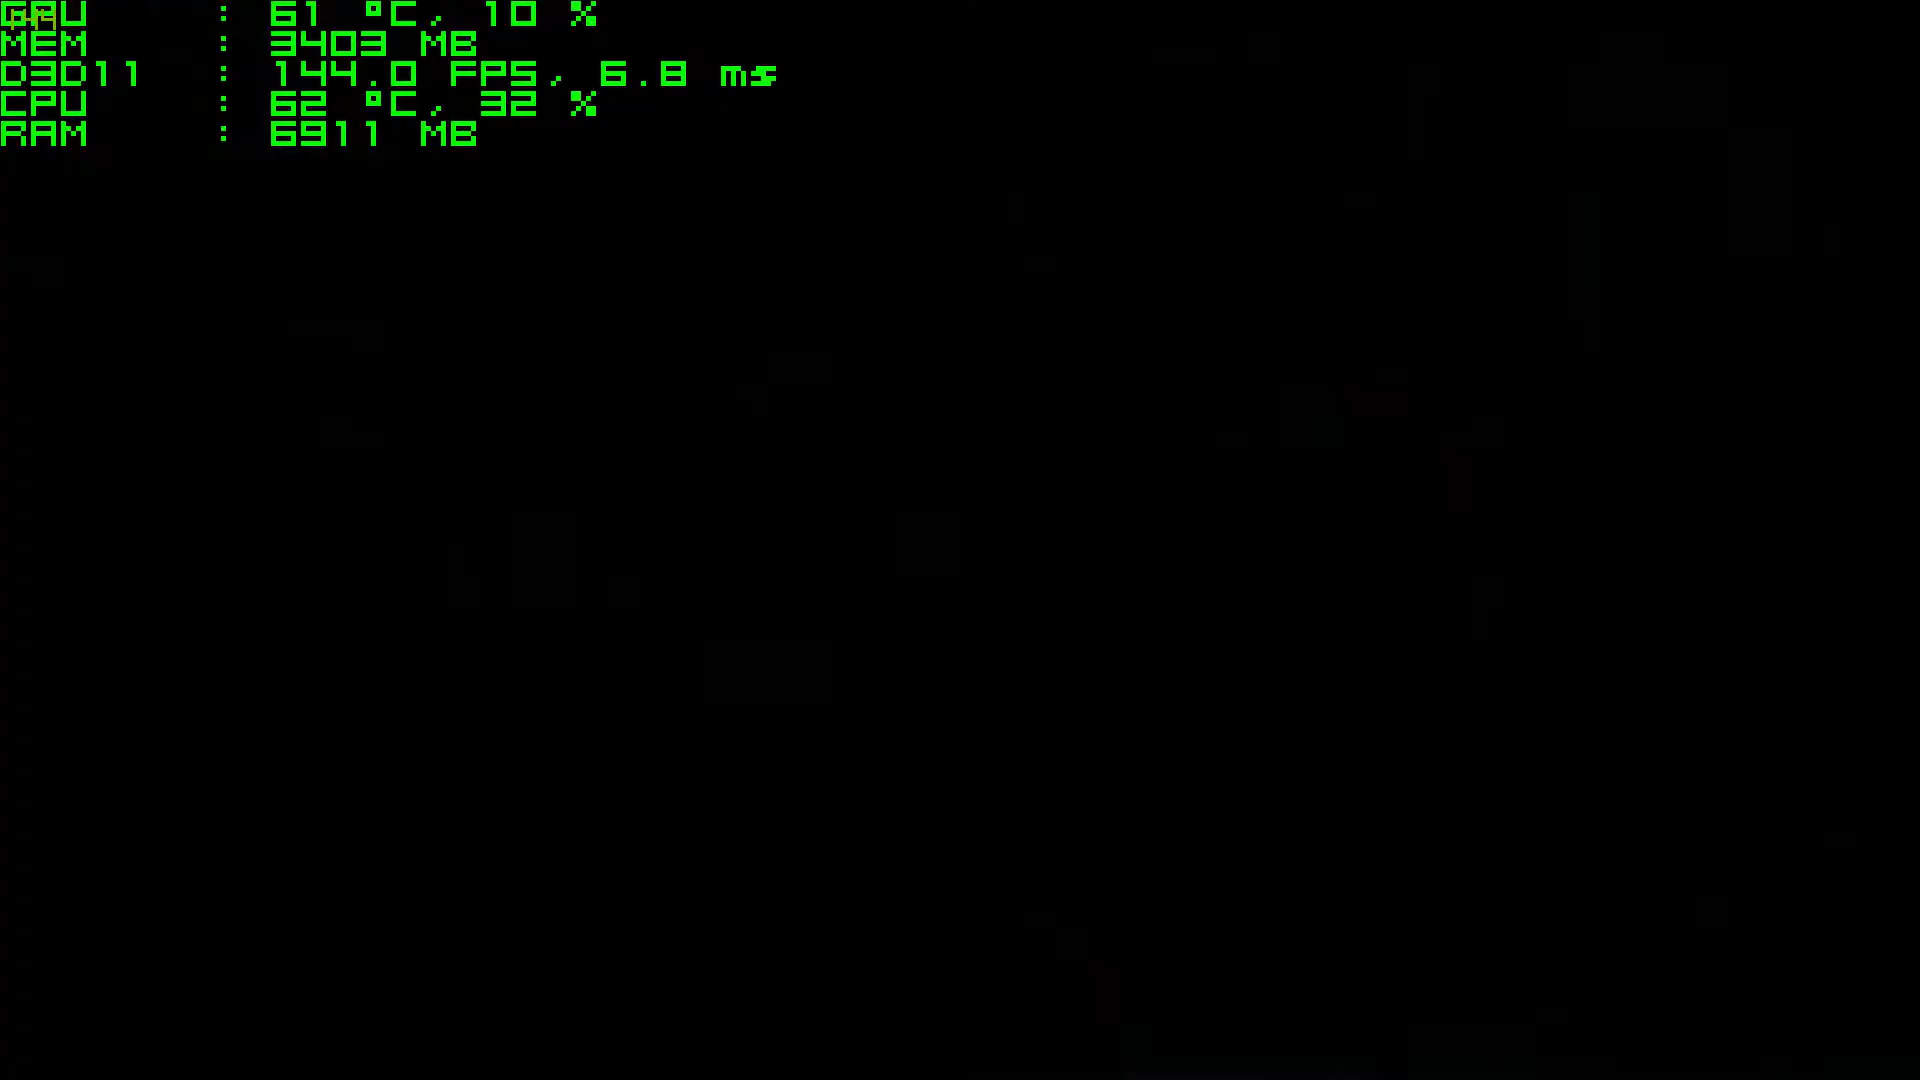 GPU : 61 °C, 10 %
MEM : 3403 MB
D3D11 : 144.0 FPS, 6.8 ms
CPU : 62 °C, 32 %
RAM : 6911 MB